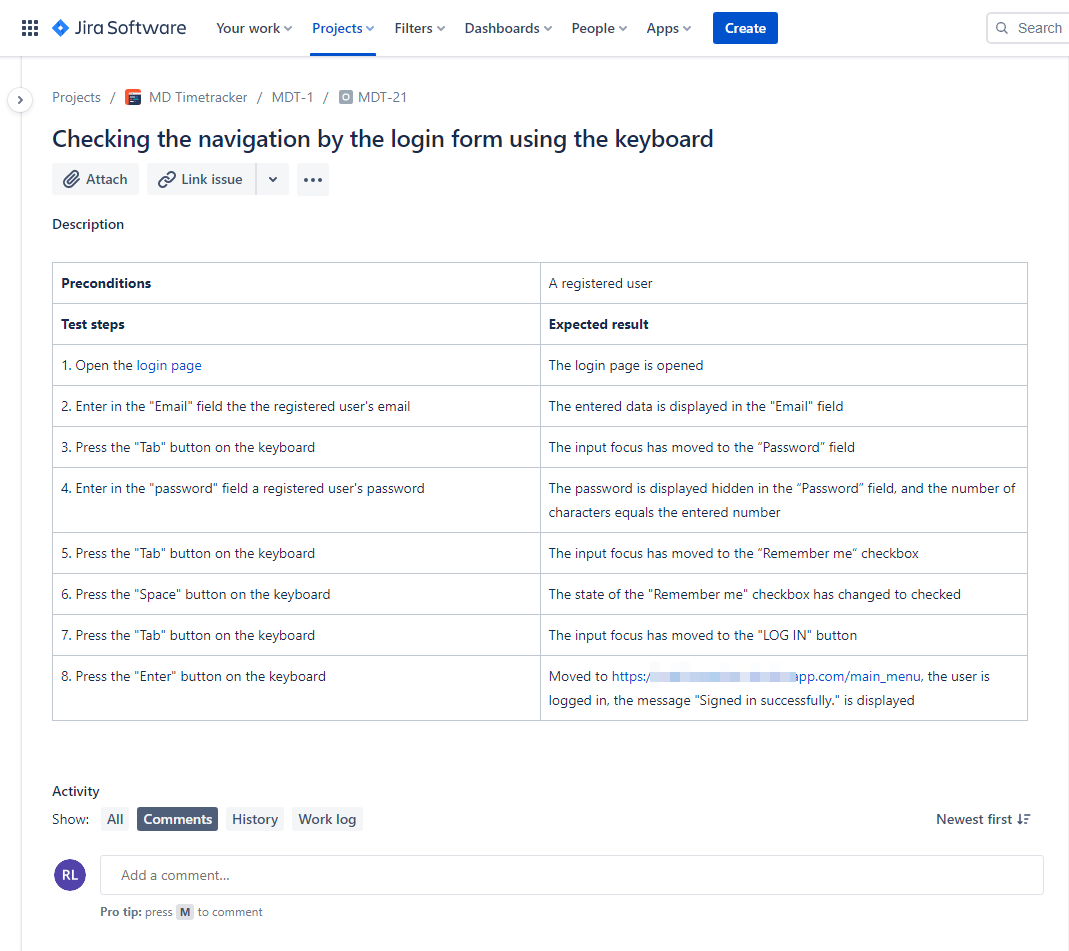 Jira Software Your work Projects Filters Dashboards People Apps Create Search
Projects / MD Timetracker / MDT-1 / MDT-21
Checking the navigation by the login form using the keyboard
Attach Link issue
Description
Preconditions A registered user
Test steps Expected result
1. Open the login page The login page is opened
2. Enter in the "Email" field the the registered user's email The entered data is displayed in the "Email" field
3. Press the "Tab" button on the keyboard The input focus has moved to the “Password” field
4. Enter in the "password" field a registered user's password The password is displayed hidden in the “Password” field, and the number of
characters equals the entered number
5. Press the "Tab" button on the keyboard The input focus has moved to the “Remember me” checkbox
6. Press the "Space" button on the keyboard The state of the "Remember me" checkbox has changed to checked
7. Press the "Tab" button on the keyboard The input focus has moved to the "LOG IN" button
8. Press the "Enter" button on the keyboard Moved to https:/ app.com/main_menu, the user is
logged in, the message "Signed in successfully." is displayed
Activity
Show: All Comments History Work log Newest first
RL Add a comment...
Pro tip: press M to comment